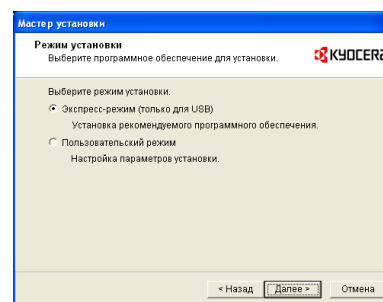 Мастер установки
Режим установки
Выберите программное обеспечение для установки.
KYOCERA
Выберите режим установки.
Экспресс-режим (только для USB)
Установка рекомендуемого программного обеспечения.
Пользовательский режим
Настройка параметров установки.
< Назад Далее > Отмена